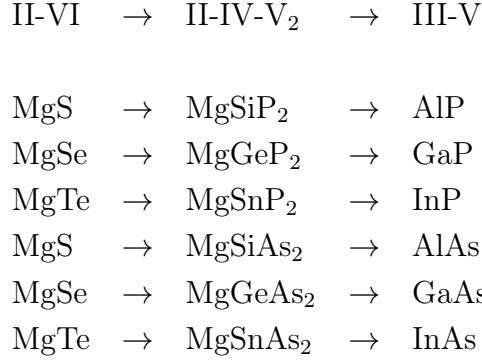 II-VI → II-IV-V₂ → III-V
MgS → MgSiP₂ → AlP
MgSe → MgGeP₂ → GaP
MgTe → MgSnP₂ → InP
MgS → MgSiAs₂ → AlAs
MgSe → MgGeAs₂ → GaAs
MgTe → MgSnAs₂ → InAs